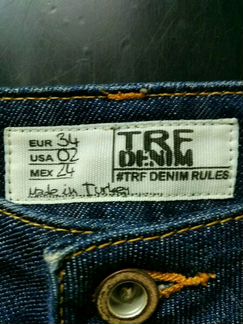 EUR 34
USA 02
MEX 24
made in Turkey
TRF
DENIM
#TRF DENIM RULES